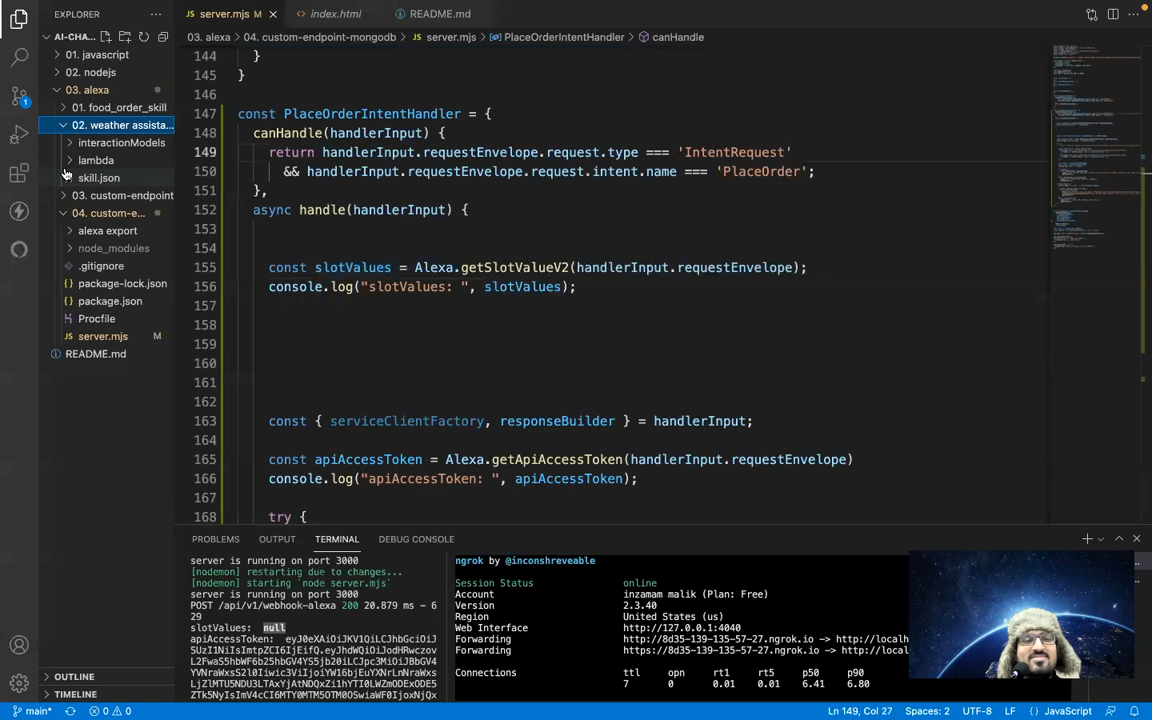 EXPLORER
server.mjs M
index.html
README.md
AI-CHA...
03. alexa > 04. custom-endpoint-mongodb > server.mjs > PlaceOrderIntentHandler > canHandle
01. javascript
02. nodejs
03. alexa
01. food_order_skill
02. weather assista...
interactionModels
lambda
skill.json
03. custom-endpoint
04. custom-e...
alexa export
node_modules
.gitignore
package-lock.json
package.json
Procfile
server.mjs M
README.md
OUTLINE
TIMELINE
144 }
145 }
146
147 const PlaceOrderIntentHandler = {
148 canHandle(handlerInput) {
149 return handlerInput.requestEnvelope.request.type === 'IntentRequest'
150 && handlerInput.requestEnvelope.request.intent.name === 'PlaceOrder';
151 },
152 async handle(handlerInput) {
153
154
155 const slotValues = Alexa.getSlotValueV2(handlerInput.requestEnvelope);
156 console.log("slotValues: ", slotValues);
157
158
159
160
161
162
163 const { serviceClientFactory, responseBuilder } = handlerInput;
164
165 const apiAccessToken = Alexa.getApiAccessToken(handlerInput.requestEnvelope)
166 console.log("apiAccessToken: ", apiAccessToken);
167
168 try {
PROBLEMS OUTPUT TERMINAL DEBUG CONSOLE
server is running on port 3000
[nodemon] restarting due to changes...
[nodemon] starting `node server.mjs`
server is running on port 3000
POST /api/v1/webhook-alexa 200 20.879 ms - 6
29
slotValues: null
ngrok by @inconshreveable
Session Status online
Account inzamam malik (Plan: Free)
Version 2.3.40
Region United States (us)
Web Interface http://127.0.0.1:4040
Forwarding http://8d35-139-135-57-27.ngrok.io -> http://localh
Forwarding https://8d35-139-135-57-27.ngrok.io -> http://loca
Connections ttl opn rt1 rt5 p50 p90
7 0 0.01 0.01 6.41 6.80
main* 0 0
Ln 149, Col 27 Spaces: 2 UTF-8 LF JavaScript